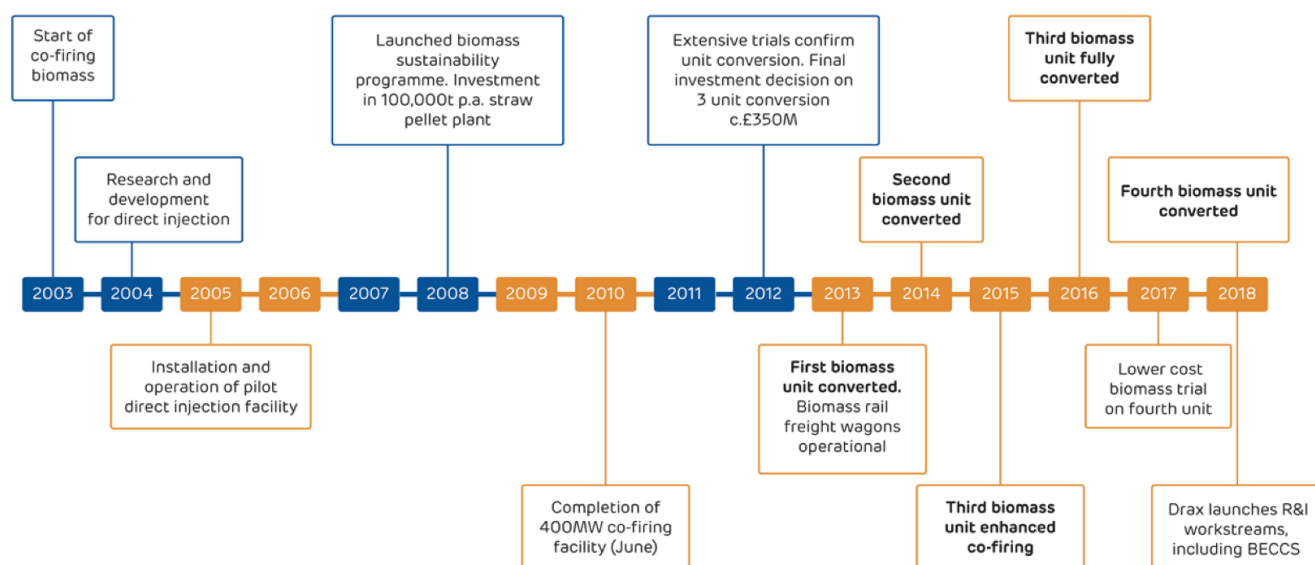 Start of
co-firing
biomass
Launched biomass
sustainability
programme. Investment
in 100,000t p.a. straw
pellet plant
Extensive trials confirm
unit conversion. Final
investment decision on
3 unit conversion
c.£350M
Third biomass
unit fully
converted
Research and
development
for direct injection
Second
biomass unit
converted
Fourth biomass unit
converted
2003 2004 2005 2006 2007 2008 2009 2010 2011 2012 2013 2014 2015 2016 2017 2018
Installation and
operation of pilot
direct injection facility
First biomass
unit converted.
Biomass rail
freight wagons
operational
Lower cost
biomass trial
on fourth unit
Completion of
400MW co-firing
facility (June)
Third biomass
unit enhanced
co-firing
Drax launches R&I
workstreams,
including BECCS